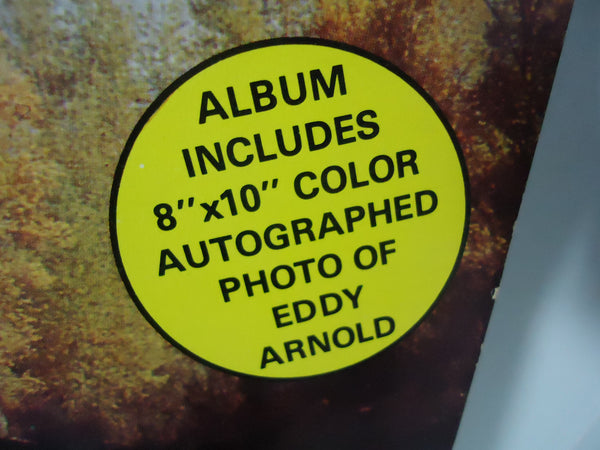 ALBUM
INCLUDES
8"x10" COLOR
AUTOGRAPHED
PHOTO OF
EDDY
ARNOLD